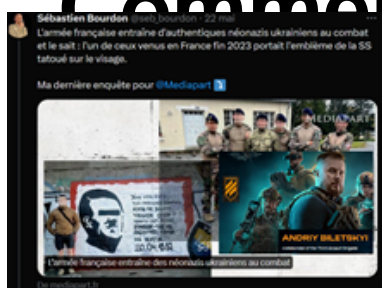 Comment
Sébastien Bourdon @seb_bourdon · 22 mai
L'armée française entraîne d'authentiques néonazis ukrainiens au combat
et le sait : l'un de ceux venus en France fin 2023 portait l'emblème de la SS
tatoué sur le visage.
Ma dernière enquête pour @Mediapart
MEDIAPART
ANDRIY BILETSKYI
L'armée française entraîne des néonazis ukrainiens au combat
De mediapart.fr